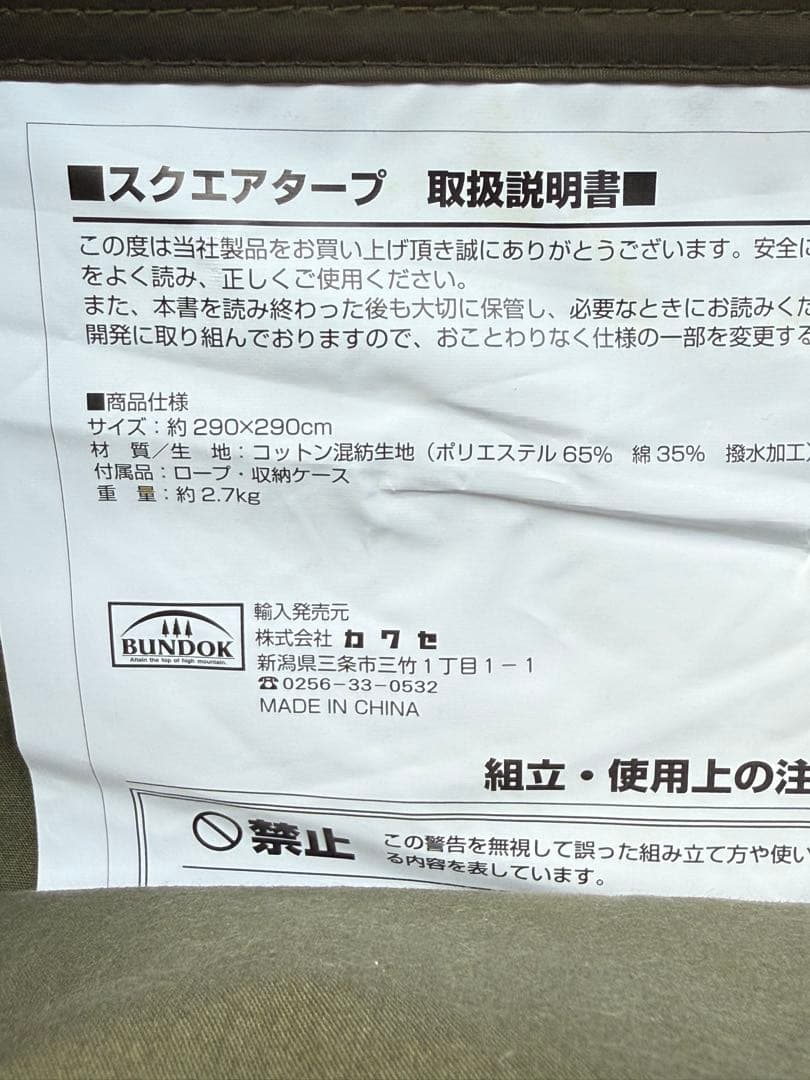 ■スクエアタープ 取扱説明書■
この度は当社製品をお買い上げ頂き誠にありがとうございます。安全に
をよく読み、正しくご使用ください。
また、本書を読み終わった後も大切に保管し、必要なときにお読みくだ
開発に取り組んでおりますので、おことわりなく仕様の一部を変更する
■商品仕様
サイズ：約290×290cm
材 質／生 地：コットン混紡生地（ポリエステル65% 綿35% 撥水加工）
付属品：ロープ・収納ケース
重 量：約2.7kg
BUNDOK
Attain the top of high mountain.
輸入発売元
株式会社 カワセ
新潟県三条市三竹1丁目1－1
☎0256－33－0532
MADE IN CHINA
組立・使用上の注
禁止
この警告を無視して誤った組み立て方や使い
る内容を表しています。